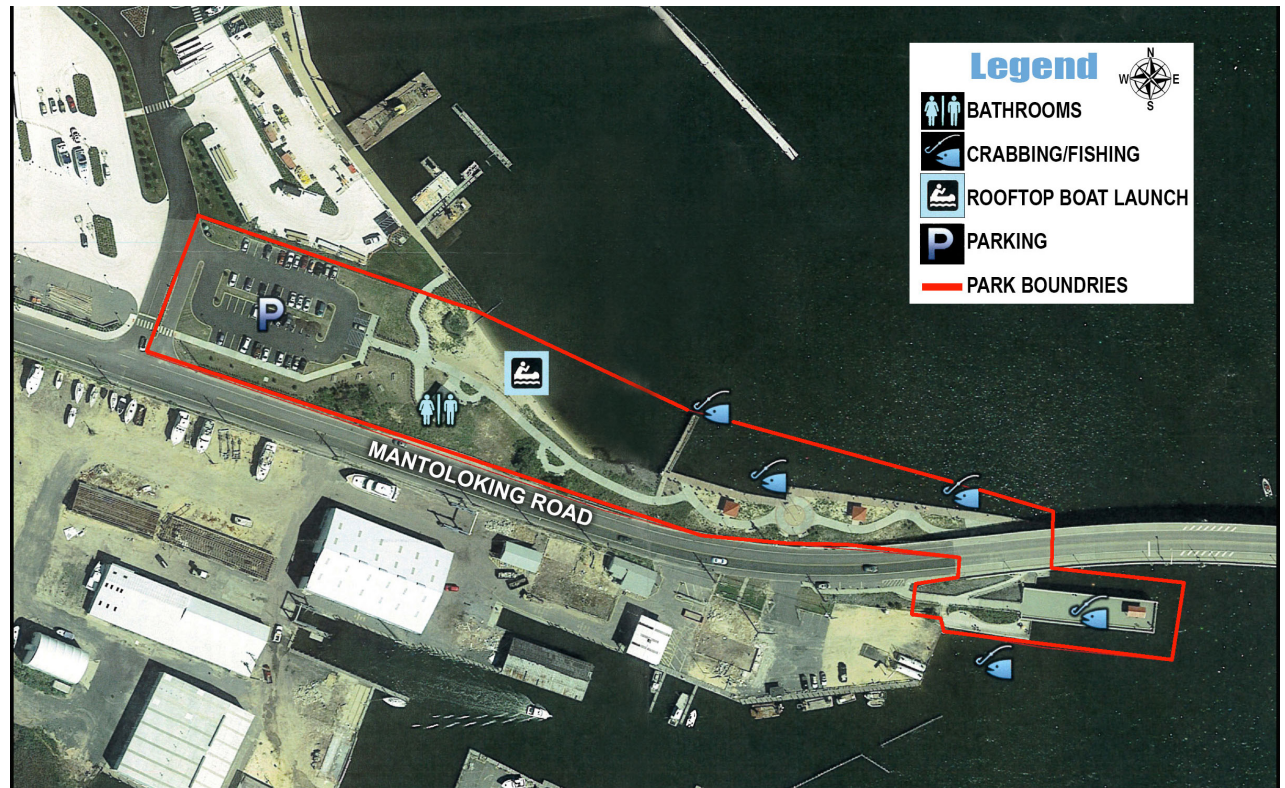 Legend
N
W E
S
BATHROOMS
CRABBING/FISHING
ROOFTOP BOAT LAUNCH
P PARKING
PARK BOUNDRIES
P
MANTOLOKING ROAD